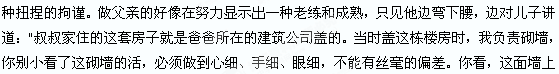 种扭捏的拘谨。做父亲的好像在努力显示出一种老练和成熟，只见他边弯下腰，边对儿子讲
道："叔叔家住的这套房子就是爸爸所在的建筑公司盖的。当时盖这栋楼房时，我负责砌墙，
你别小看了这砌墙的活，必须做到心细、手细、眼细，不能有丝毫的偏差。你看，这面墙上